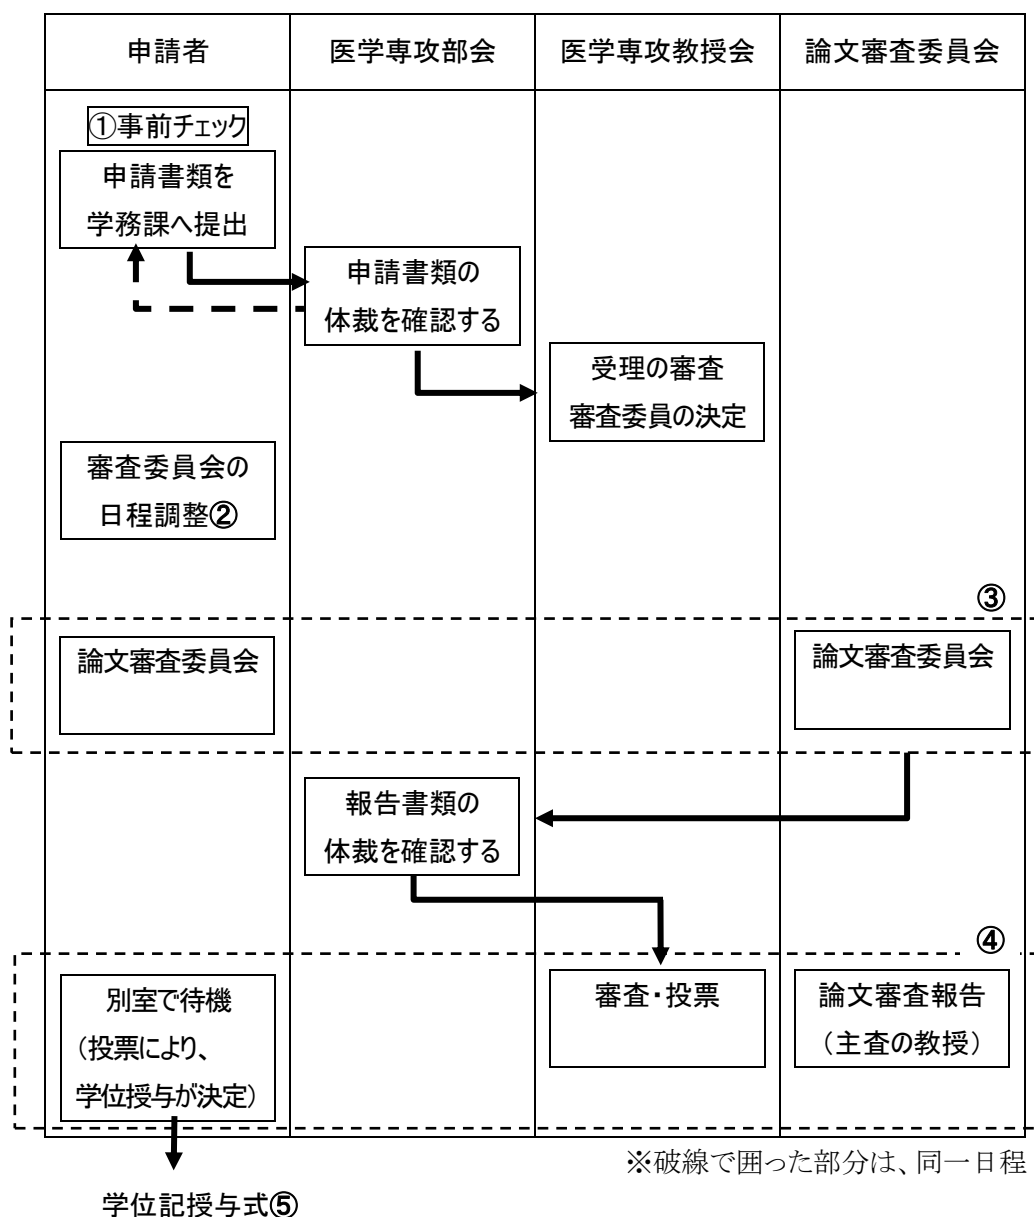 申請者
医学専攻部会
医学専攻教授会
論文審査委員会
①事前チェック
申請書類を
学務課へ提出
申請書類の
体裁を確認する
受理の審査
審査委員の決定
審査委員会の
日程調整②
③
論文審査委員会
論文審査委員会
報告書類の
体裁を確認する
④
別室で待機
（投票により、
学位授与が決定）
審査・投票
論文審査報告
（主査の教授）
※破線で囲った部分は、同一日程
学位記授与式⑤